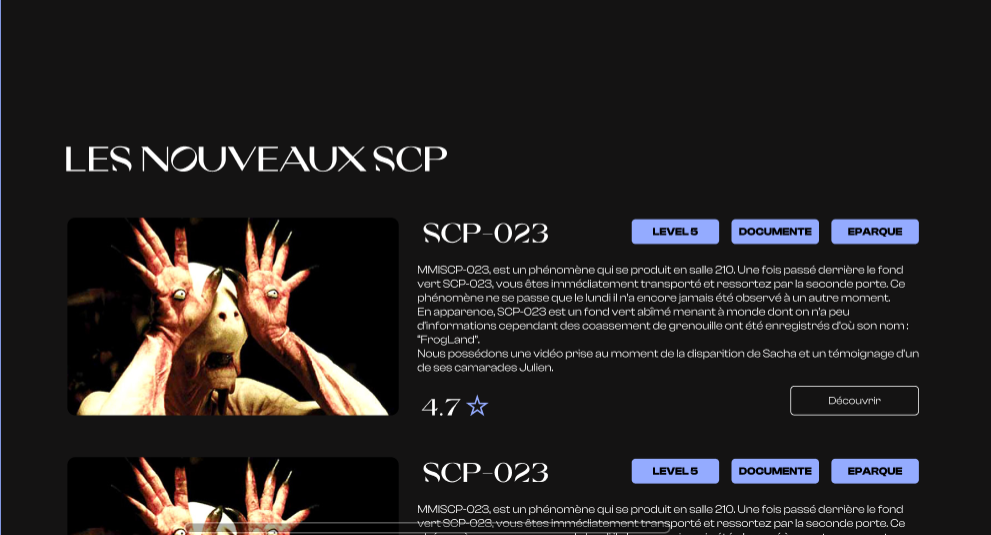 LES NOUVEAUX SCP
SCP-023
LEVEL 5
DOCUMENTE
EPARQUE
MMISCP-023, est un phénomène qui se produit en salle 210. Une fois passé derrière le fond
vert SCP-023, vous êtes immédiatement transporté et ressortez par la seconde porte. Ce
phénomène ne se passe que le lundi il n'a encore jamais été observé à un autre moment.
En apparence, SCP-023 est un fond vert abîmé menant à monde dont on n'a peu
d'informations cependant des coassement de grenouille ont été enregistrés d'où son nom :
"FrogLand".
Nous possédons une vidéo prise au moment de la disparition de Sacha et un témoignage d'un
de ses camarades Julien.
4.7
Découvrir
SCP-023
LEVEL 5
DOCUMENTE
EPARQUE
MMISCP-023, est un phénomène qui se produit en salle 210. Une fois passé derrière le fond
vert SCP-023, vous êtes immédiatement transporté et ressortez par la seconde porte. Ce